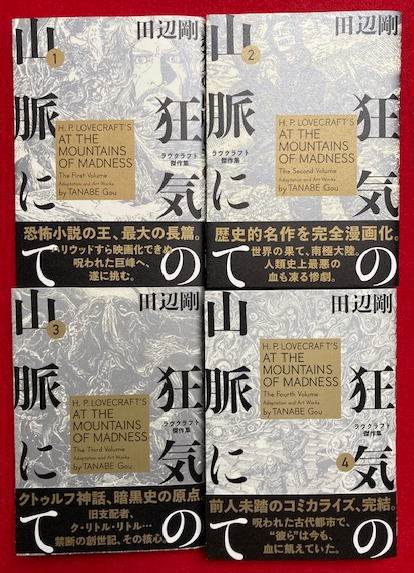 田辺剛
狂気の
山脈にて
1
H. P. LOVECRAFT'S
AT THE
MOUNTAINS
OF MADNESS
ラヴクラフト
傑作集
The First Volume
Adaptation and Art Works
by TANABE Gou
恐怖小説の王、最大の長篇。
ハリウッドすら映画化できぬ
呪われた巨峰へ、
遂に挑む。
田辺剛
狂気の
山脈にて
2
H. P. LOVECRAFT'S
AT THE
MOUNTAINS
OF MADNESS
ラヴクラフト
傑作集
The Second Volume
Adaptation and Art Works
by TANABE Gou
歴史的名作を完全漫画化。
世界の果て、南極大陸。
人類史上最悪の
血も凍る惨劇。
田辺剛
狂気の
山脈にて
3
H. P. LOVECRAFT'S
AT THE
MOUNTAINS
OF MADNESS
ラヴクラフト
傑作集
The Third Volume
Adaptation and Art Works
by TANABE Gou
クトゥルフ神話、暗黒史の原点。
旧支配者、
ク・リトル・リトル…
禁断の創世記、その核心。
田辺剛
狂気の
山脈にて
4
H. P. LOVECRAFT'S
AT THE
MOUNTAINS
OF MADNESS
ラヴクラフト
傑作集
The Fourth Volume
Adaptation and Art Works
by TANABE Gou
前人未踏のコミカライズ、完結。
呪われた古代都市で、
“彼ら”は今も、
血に飢えていた。